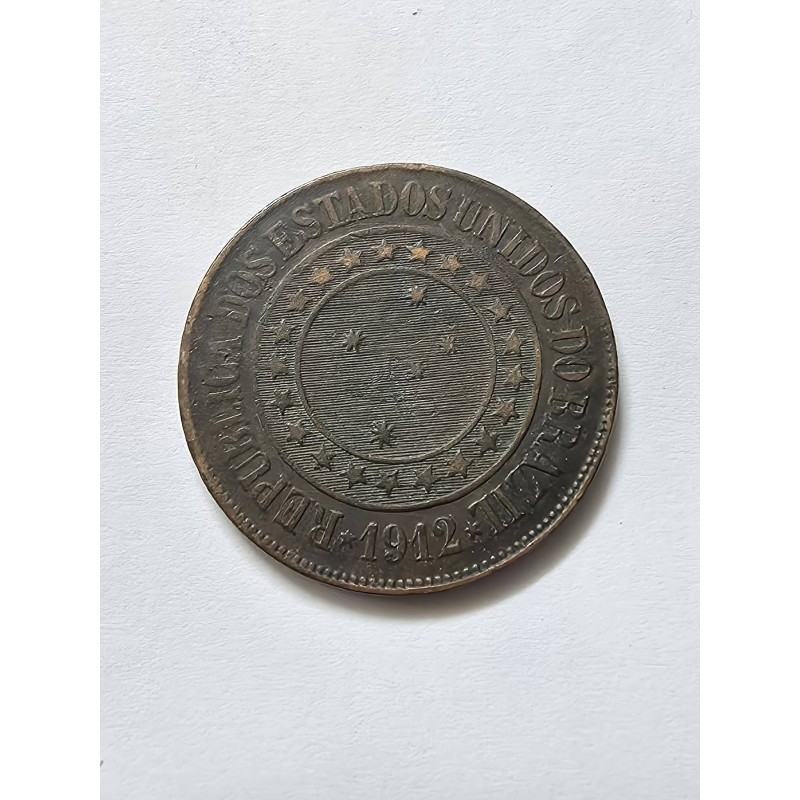 REPUBLICA DOS ESTADOS UNIDOS DO BRAZIL
*1912*